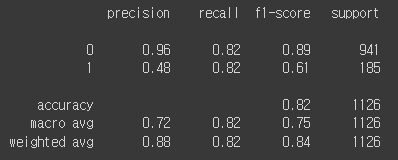 precision recall f1-score support
0 0.96 0.82 0.89 941
1 0.48 0.82 0.61 185
accuracy 0.82 1126
macro avg 0.72 0.82 0.75 1126
weighted avg 0.88 0.82 0.84 1126